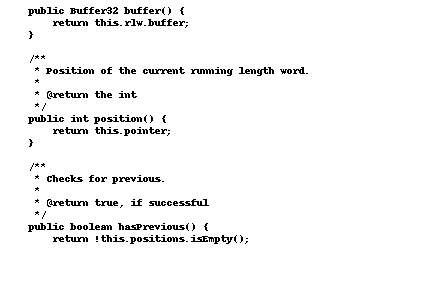 public Buffer32 buffer() {
    return this.rlw.buffer;
}

/**
 * Position of the current running length word.
 *
 * @return the int
 */
public int position() {
    return this.pointer;
}

/**
 * Checks for previous.
 *
 * @return true, if successful
 */
public boolean hasPrevious() {
    return !this.positions.isEmpty();